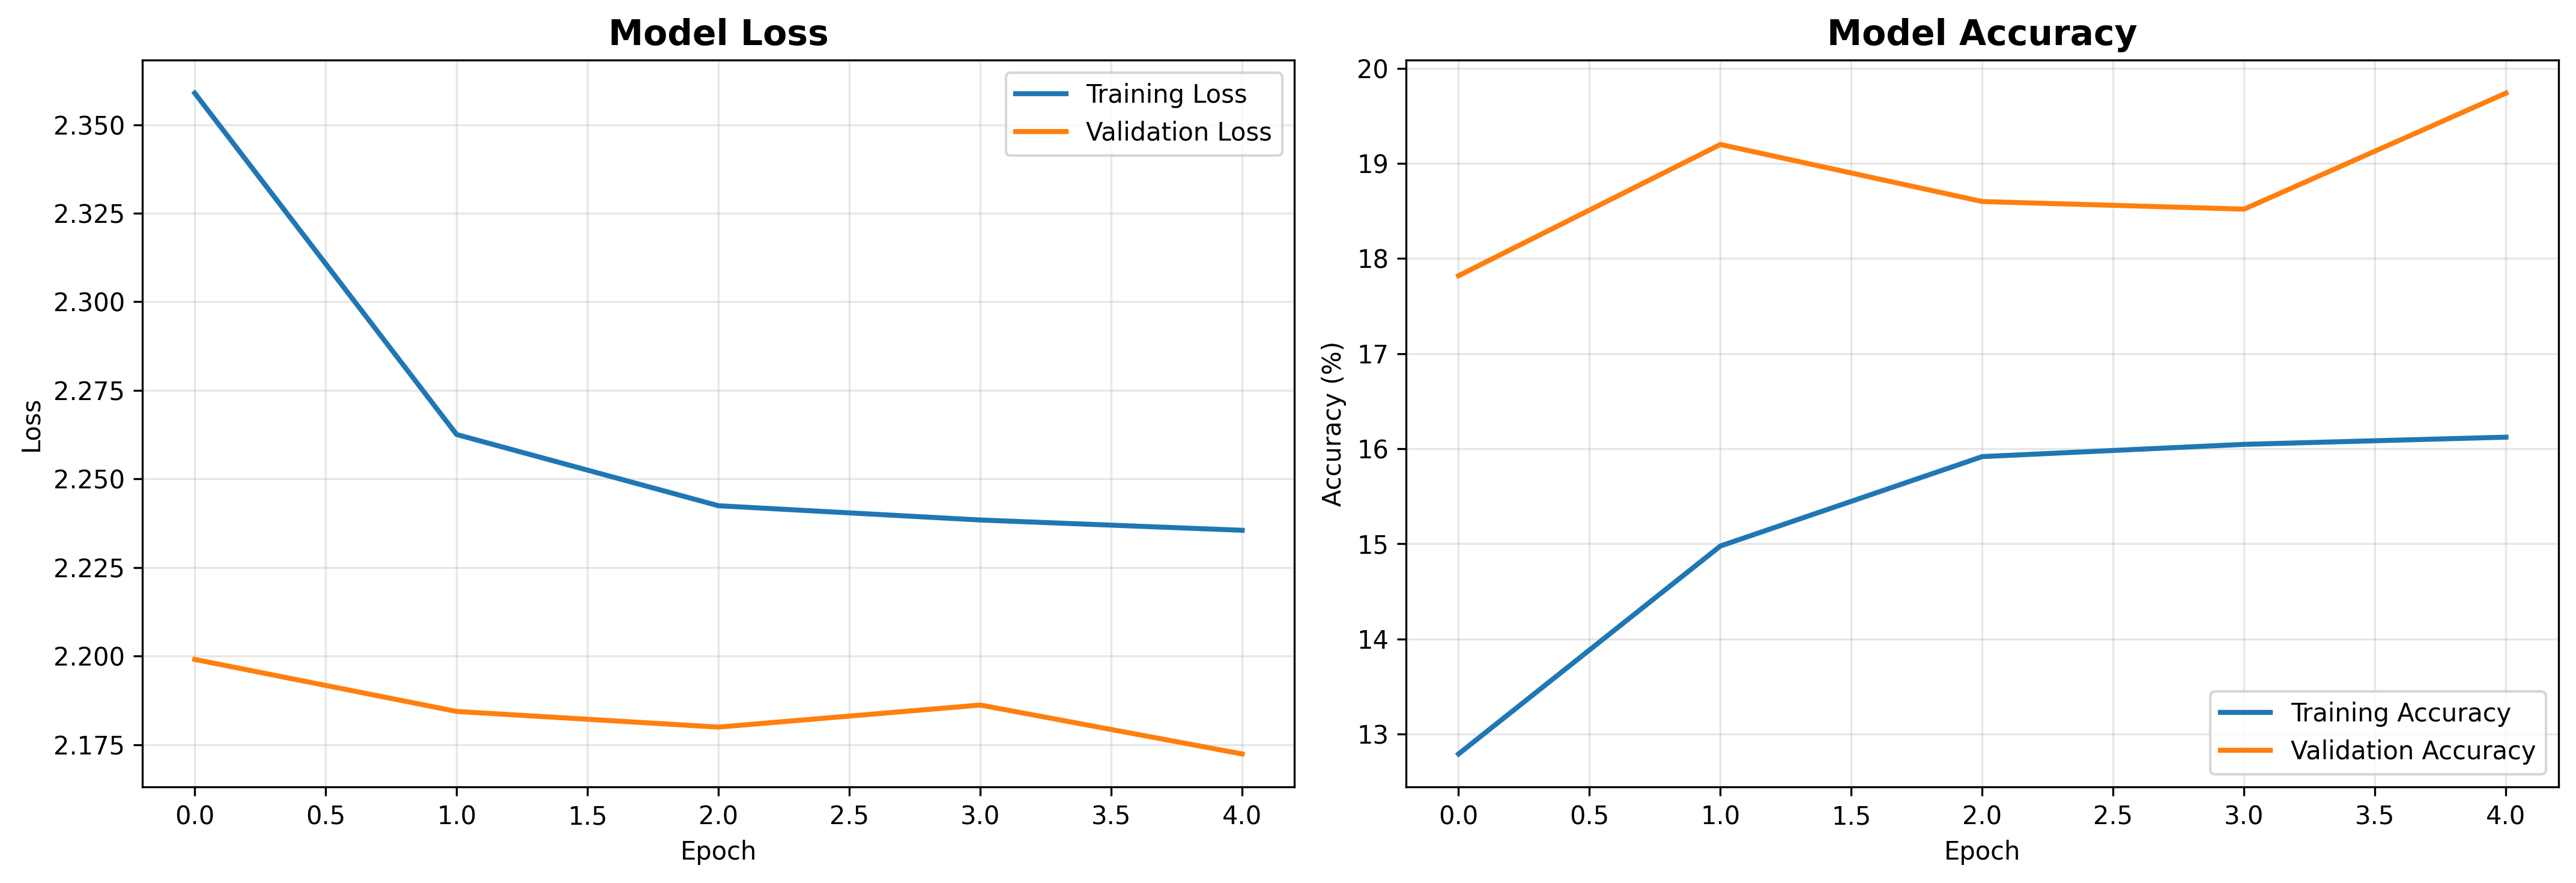 Model Loss
Training Loss
Validation Loss
2.350
2.325
2.300
2.275
2.250
2.225
2.200
2.175
Loss
0.0 0.5 1.0 1.5 2.0 2.5 3.0 3.5 4.0
Epoch
Model Accuracy
20
19
18
17
16
15
14
13
Accuracy (%)
Training Accuracy
Validation Accuracy
0.0 0.5 1.0 1.5 2.0 2.5 3.0 3.5 4.0
Epoch